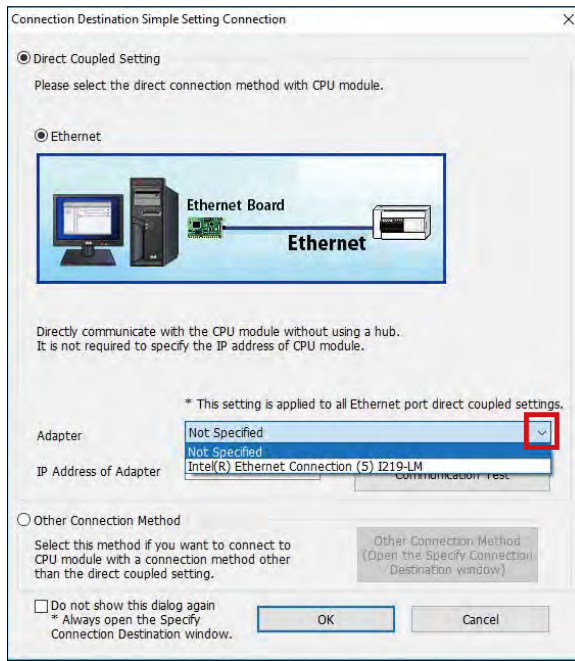 Connection Destination Simple Setting Connection
Direct Coupled Setting
Please select the direct connection method with CPU module.
Ethernet
Ethernet Board
Ethernet
Directly communicate with the CPU module without using a hub.
It is not required to specify the IP address of CPU module.
* This setting is applied to all Ethernet port direct coupled settings.
Adapter
Not Specified
Not Specified
Intel(R) Ethernet Connection (5) I219-LM
IP Address of Adapter
Communication Test
Other Connection Method
Select this method if you want to connect to
CPU module with a connection method other
than the direct coupled setting.
Other Connection Method
(Open the Specify Connection
Destination window)
Do not show this dialog again
* Always open the Specify
Connection Destination window.
OK
Cancel